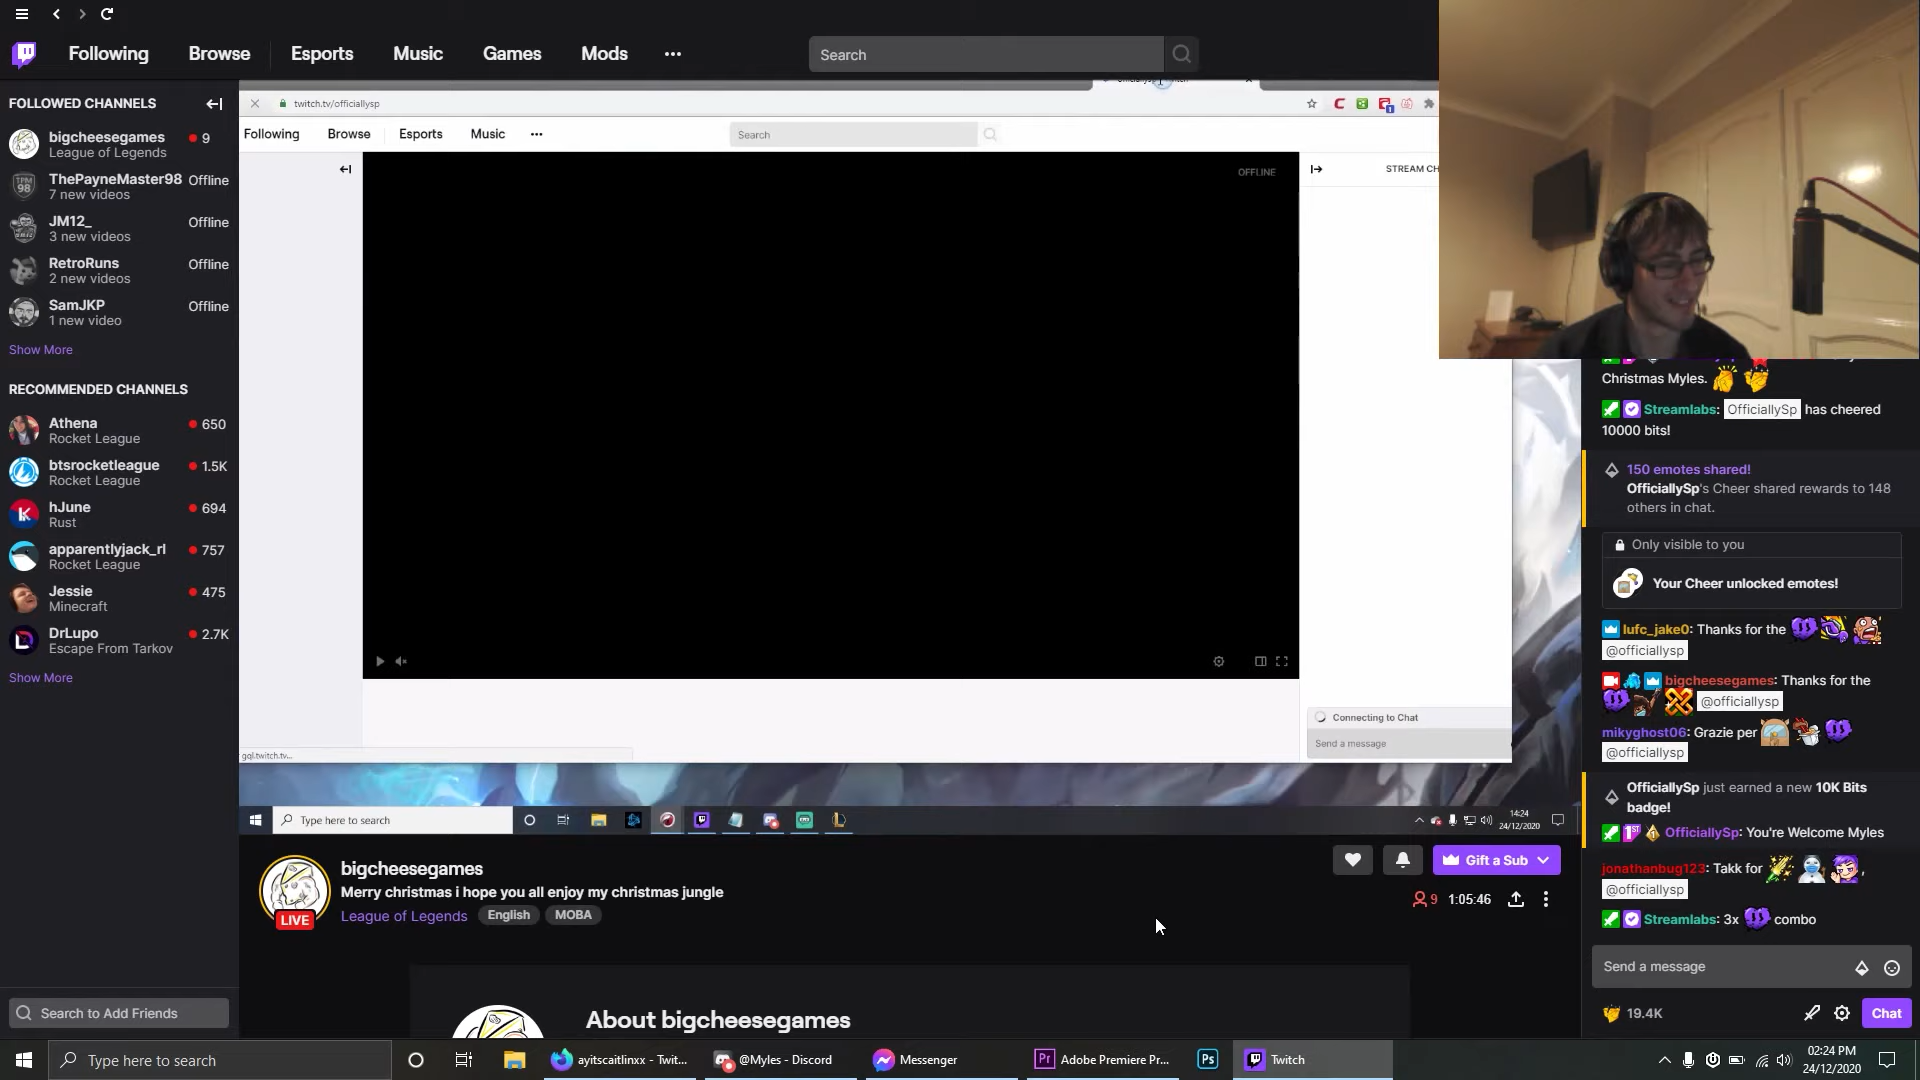 Following
Browse
Esports
Music
Games
Mods
Search
FOLLOWED CHANNELS
bigcheesegames
9
League of Legends
ThePayneMaster98
Offline
7 new videos
JM12_
Offline
3 new videos
RetroRuns
Offline
2 new videos
SamJKP
Offline
1 new video
Show More
RECOMMENDED CHANNELS
Athena
650
Rocket League
btsrocketleague
1.5K
Rocket League
hJune
694
Rust
apparentlyjack_rl
757
Rocket League
Jessie
475
Minecraft
DrLupo
2.7K
Escape From Tarkov
Show More
Search to Add Friends
twitch.tv/officiallysp
Following
Browse
Esports
Music
Search
OFFLINE
STREAM CH
Connecting to Chat
Send a message
gql.twitch.tv...
Type here to search
14:24
24/12/2020
bigcheesegames
Merry christmas i hope you all enjoy my christmas jungle
LIVE
League of Legends
English
MOBA
Gift a Sub
9
1:05:46
About bigcheesegames
Christmas Myles.
Streamlabs: OfficiallySp has cheered
10000 bits!
150 emotes shared!
OfficiallySp's Cheer shared rewards to 148
others in chat.
Only visible to you
Your Cheer unlocked emotes!
lufc_jake0: Thanks for the
@officiallysp
bigcheesegames: Thanks for the
@officiallysp
mikyghost06: Grazie per
@officiallysp
OfficiallySp just earned a new 10K Bits
badge!
OfficiallySp: You're Welcome Myles
jonathanbug123: Takk for
@officiallysp
Streamlabs: 3x combo
Send a message
19.4K
Chat
Type here to search
ayitscaitlinxx - Twit...
@Myles - Discord
Messenger
Adobe Premiere Pr...
Twitch
02:24 PM
24/12/2020